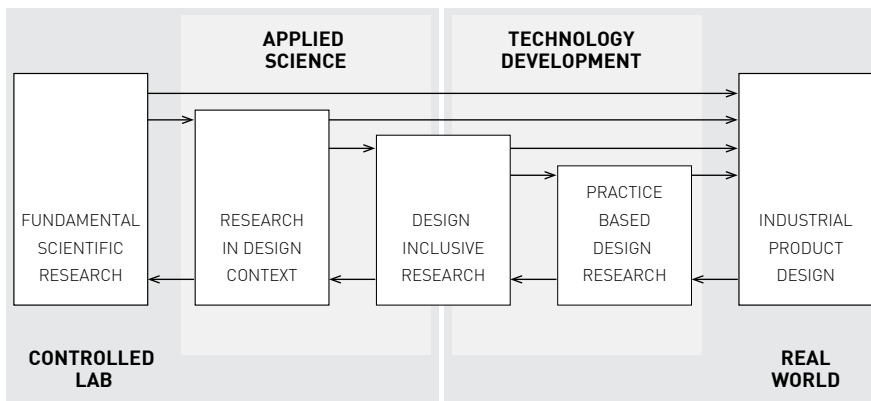 APPLIED
SCIENCE
TECHNOLOGY
DEVELOPMENT
FUNDAMENTAL
SCIENTIFIC
RESEARCH
RESEARCH
IN DESIGN
CONTEXT
DESIGN
INCLUSIVE
RESEARCH
PRACTICE
BASED
DESIGN
RESEARCH
INDUSTRIAL
PRODUCT
DESIGN
CONTROLLED
LAB
REAL
WORLD